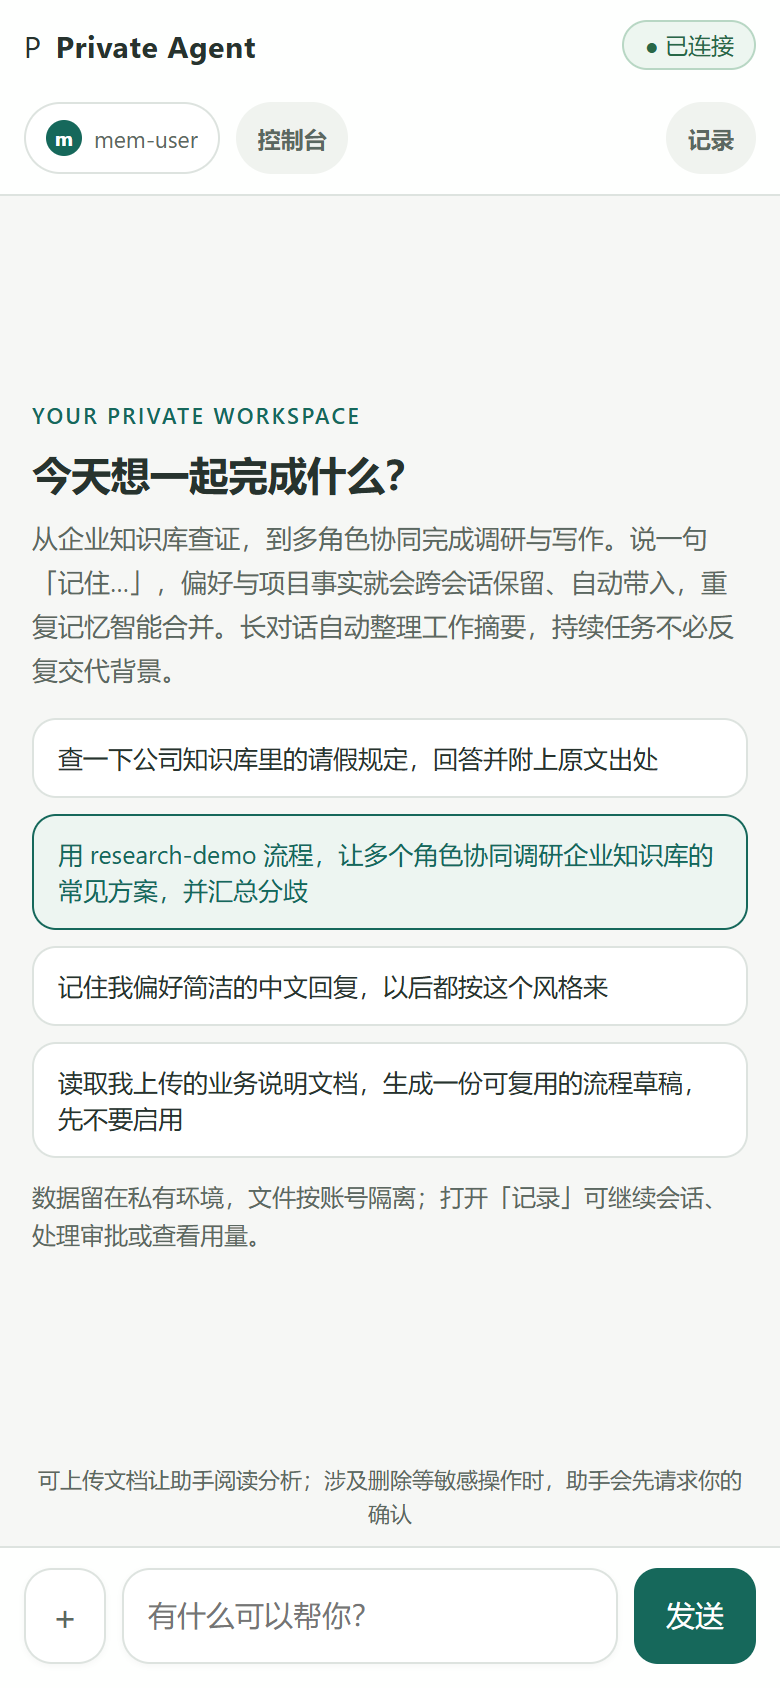 P Private Agent
● 已连接
m mem-user
控制台
记录
YOUR PRIVATE WORKSPACE
今天想一起完成什么？
从企业知识库查证，到多角色协同完成调研与写作。说一句
「记住…」，偏好与项目事实就会跨会话保留、自动带入，重
复记忆智能合并。长对话自动整理工作摘要，持续任务不必反
复交代背景。
查一下公司知识库里的请假规定，回答并附上原文出处
用 research-demo 流程，让多个角色协同调研企业知识库的
常见方案，并汇总分歧
记住我偏好简洁的中文回复，以后都按这个风格来
读取我上传的业务说明文档，生成一份可复用的流程草稿，
先不要启用
数据留在私有环境，文件按账号隔离；打开「记录」可继续会话、
处理审批或查看用量。
可上传文档让助手阅读分析；涉及删除等敏感操作时，助手会先请求你的
确认
+
有什么可以帮你？
发送